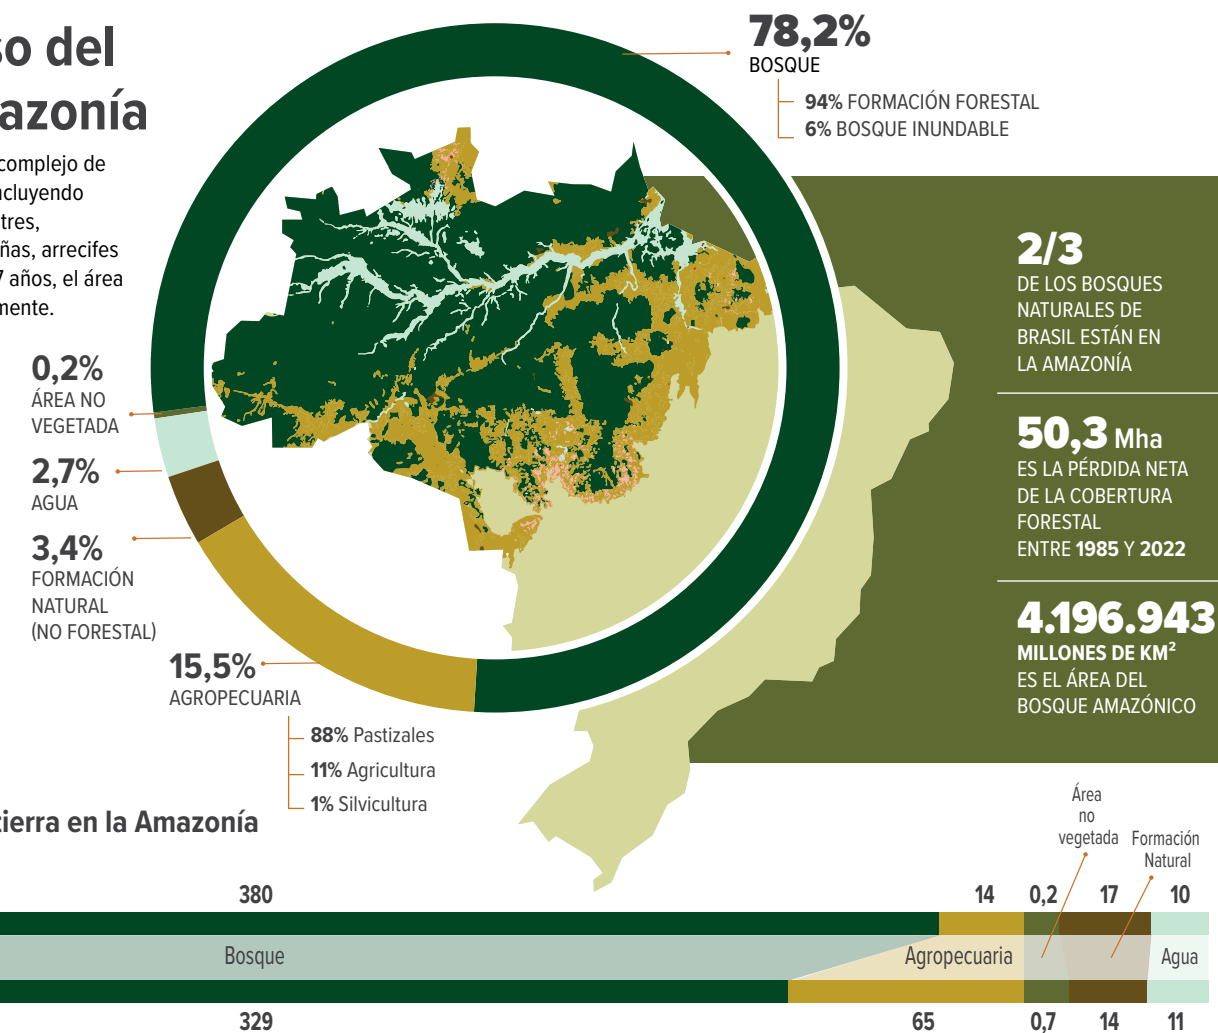 so del
azonía
complejo de
ncluyendo
tres,
ñas, arrecifes
7 años, el área
mente.
78,2%
BOSQUE
94% FORMACIÓN FORESTAL
6% BOSQUE INUNDABLE
2/3
DE LOS BOSQUES
NATURALES DE
BRASIL ESTÁN EN
LA AMAZONÍA
50,3 Mha
ES LA PÉRDIDA NETA
DE LA COBERTURA
FORESTAL
ENTRE 1985 Y 2022
4.196.943
MILLONES DE KM²
ES EL ÁREA DEL
BOSQUE AMAZÓNICO
0,2%
ÁREA NO
VEGETADA
2,7%
AGUA
3,4%
FORMACIÓN
NATURAL
(NO FORESTAL)
15,5%
AGROPECUARIA
88% Pastizales
11% Agricultura
1% Silvicultura
tierra en la Amazonía
Área
no
vegetada
Formación
Natural
380 14 0,2 17 10
Bosque Agropecuaria Agua
329 65 0,7 14 11